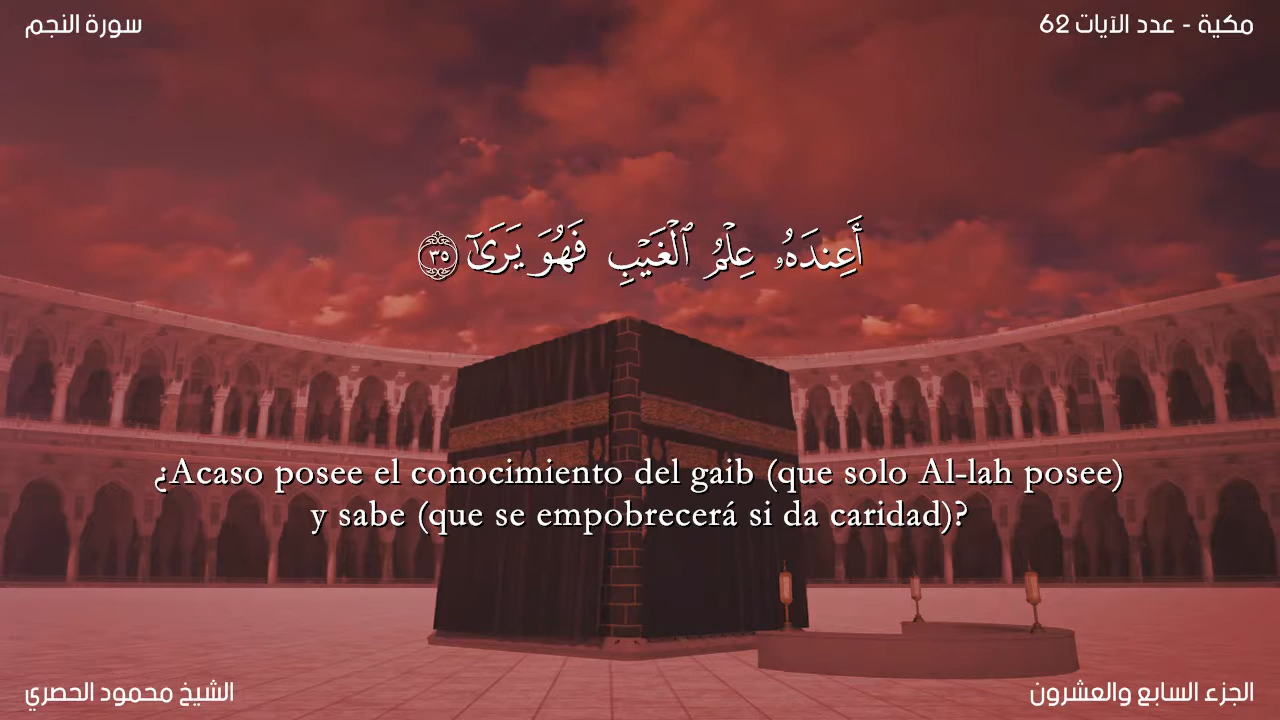 سورة النجم
مكية - عدد الآيات 62
أَعِندَهُۥ عِلْمُ ٱلْغَيْبِ فَهُوَ يَرَىٰٓ ٣٥
¿Acaso posee el conocimiento del gaib (que solo Al-lah posee)
y sabe (que se empobrecerá si da caridad)?
الشيخ محمود الحصري
الجزء السابع والعشرون